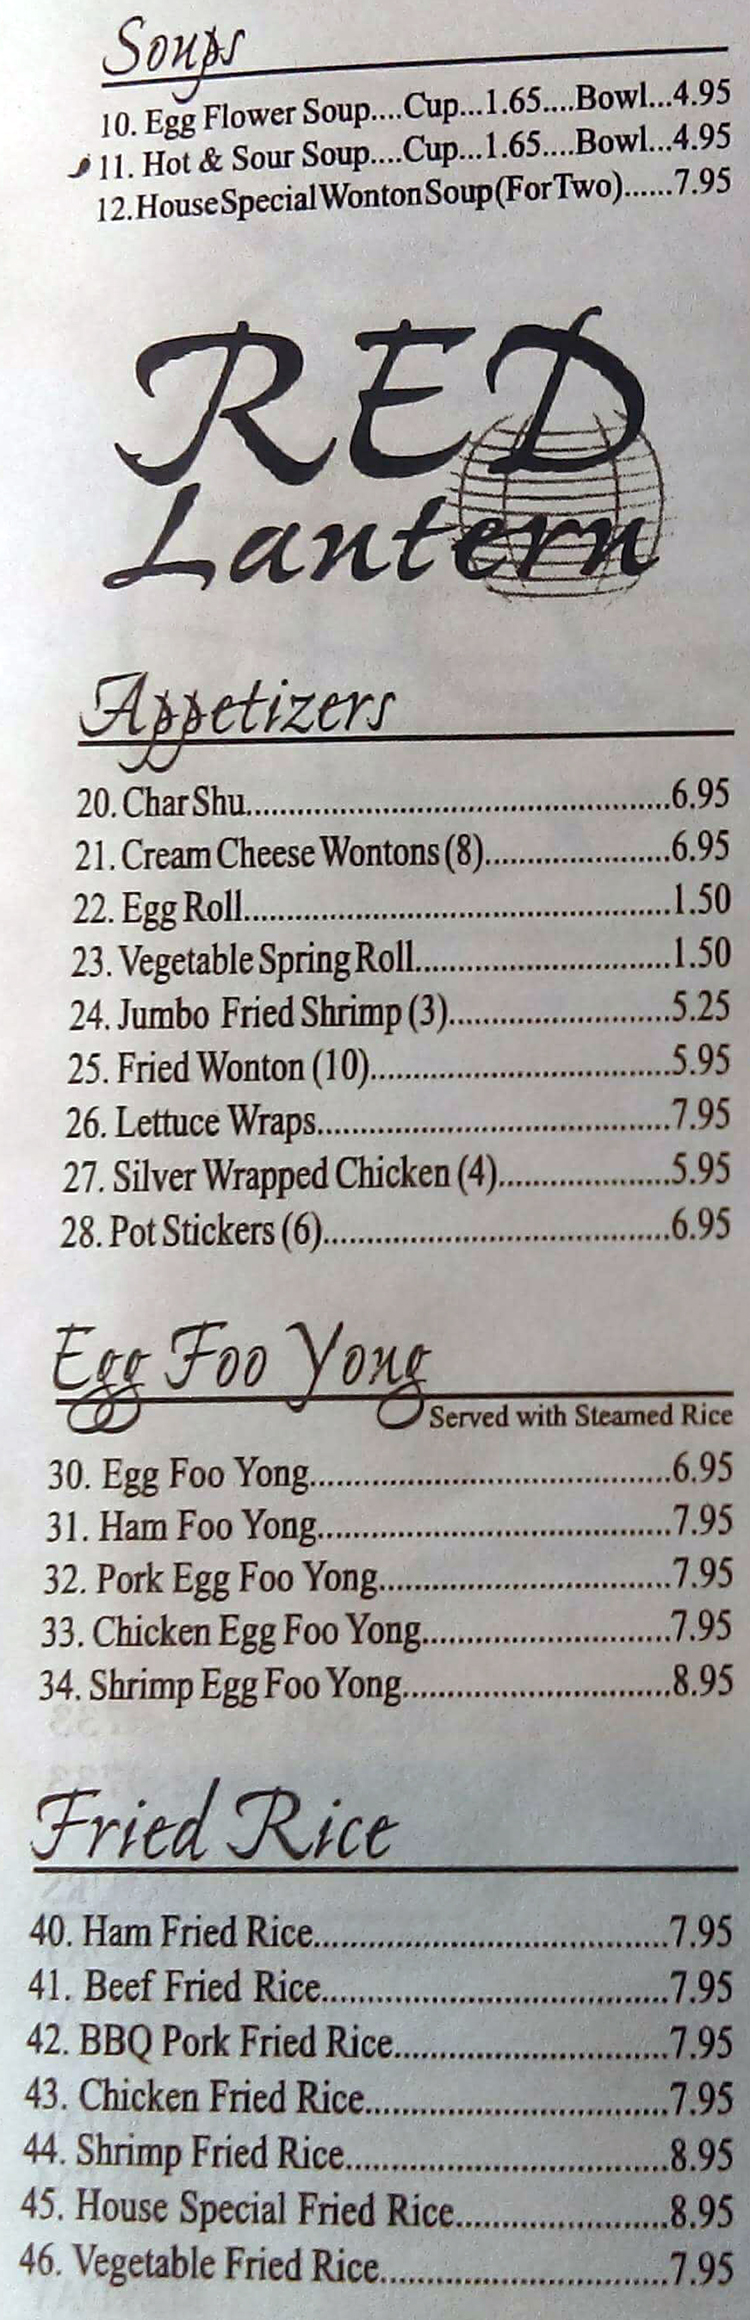 Soups
10. Egg Flower Soup....Cup...1.65....Bowl...4.95
11. Hot & Sour Soup....Cup...1.65....Bowl...4.95
12. House Special Wonton Soup (For Two)......7.95
RED
Lantern
Appetizers
20. Char Shu..................................................6.95
21. Cream Cheese Wontons (8)......................6.95
22. Egg Roll..................................................1.50
23. Vegetable Spring Roll..............................1.50
24. Jumbo Fried Shrimp (3)..........................5.25
25. Fried Wonton (10)...................................5.95
26. Lettuce Wraps.........................................7.95
27. Silver Wrapped Chicken (4)....................5.95
28. Pot Stickers (6)........................................6.95
Egg Foo Yong
Served with Steamed Rice
30. Egg Foo Yong.........................................6.95
31. Ham Foo Yong........................................7.95
32. Pork Egg Foo Yong.................................7.95
33. Chicken Egg Foo Yong............................7.95
34. Shrimp Egg Foo Yong..............................8.95
Fried Rice
40. Ham Fried Rice.......................................7.95
41. Beef Fried Rice.......................................7.95
42. BBQ Pork Fried Rice..............................7.95
43. Chicken Fried Rice..................................7.95
44. Shrimp Fried Rice....................................8.95
45. House Special Fried Rice........................8.95
46. Vegetable Fried Rice................................7.95